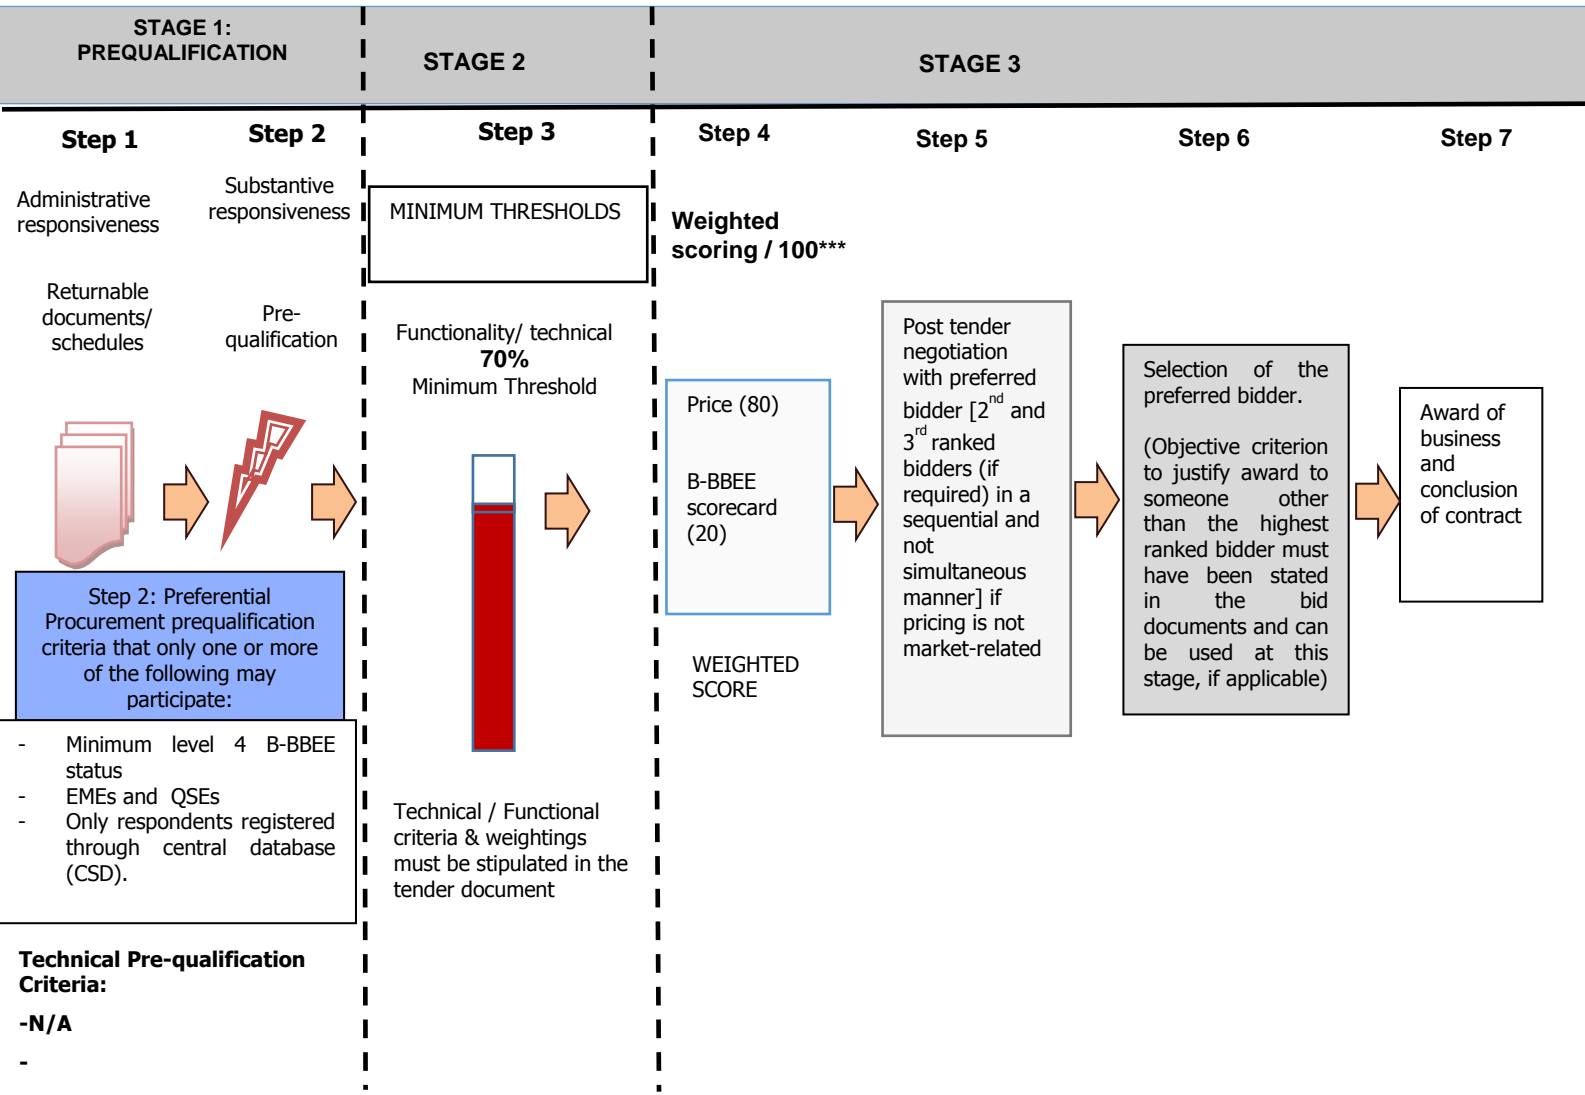 STAGE 1:
PREQUALIFICATION
STAGE 2
STAGE 3
Step 1
Step 2
Step 3
Step 4
Step 5
Step 6
Step 7
Administrative
responsiveness
Substantive
responsiveness
MINIMUM THRESHOLDS
Weighted
scoring / 100***
Returnable
documents/
schedules
Pre-
qualification
Functionality/ technical
70%
Minimum Threshold
Price (80)
B-BBEE
scorecard
(20)
WEIGHTED
SCORE
Post tender
negotiation
with preferred
bidder [2nd and
3rd ranked
bidders (if
required) in a
sequential and
not
simultaneous
manner] if
pricing is not
market-related
Selection of the
preferred bidder.
(Objective criterion
to justify award to
someone other
than the highest
ranked bidder must
have been stated
in the bid
documents and can
be used at this
stage, if applicable)
Award of
business
and
conclusion
of contract
Step 2: Preferential
Procurement prequalification
criteria that only one or more
of the following may
participate:
- Minimum level 4 B-BBEE
status
- EMEs and QSEs
- Only respondents registered
through central database
(CSD).
Technical / Functional
criteria & weightings
must be stipulated in the
tender document
Technical Pre-qualification
Criteria:
-N/A
-